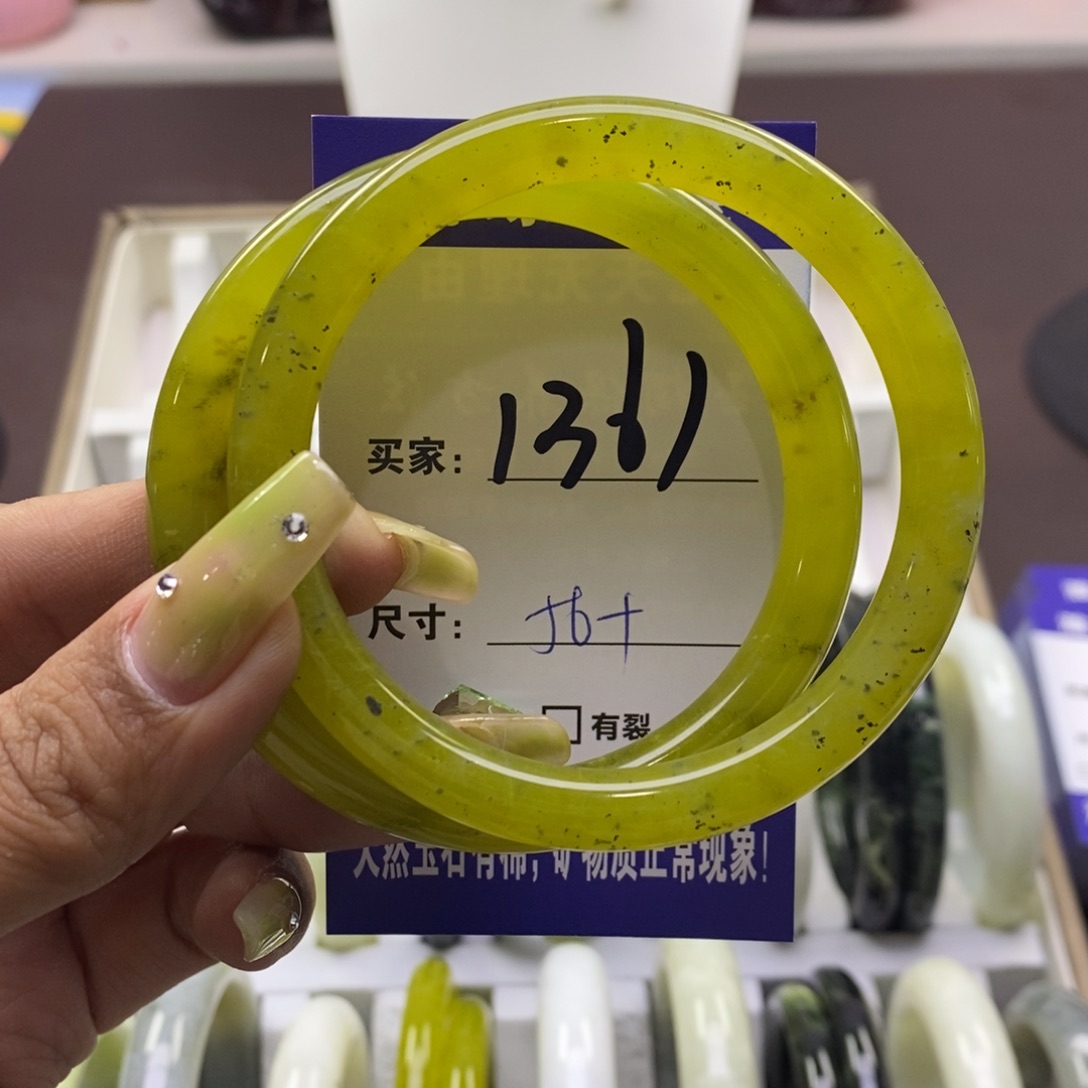 买家: 1361
尺寸: 56+
□ 有裂
天然玉石有棉，矿物质正常现象!